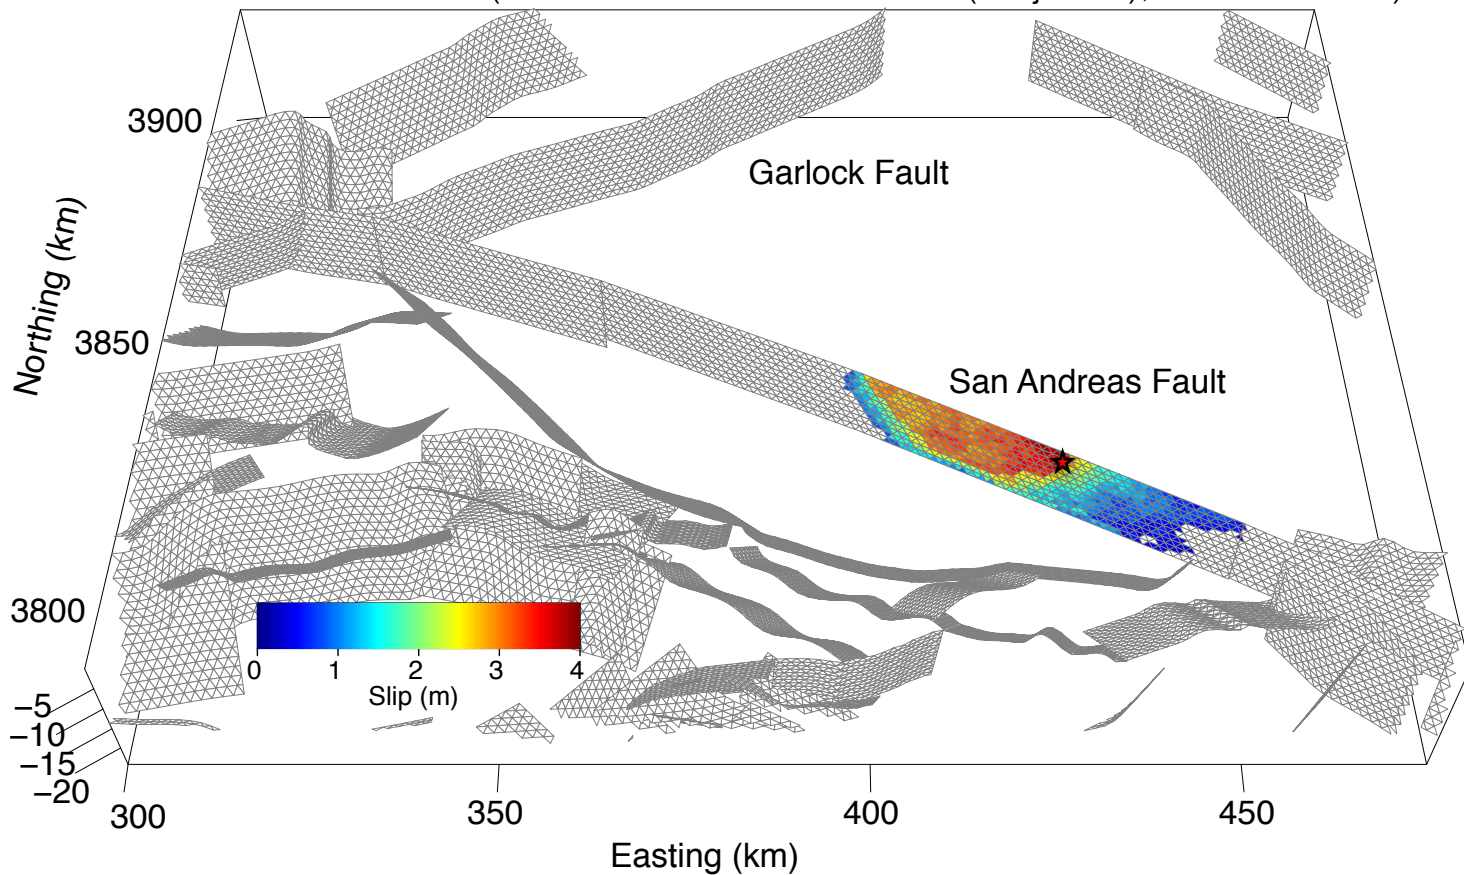 3900
Garlock Fault
Northing (km)
3850
San Andreas Fault
3800
0 1 2 3 4
Slip (m)
−5
−10
−15
−20
300 350 400 450
Easting (km)